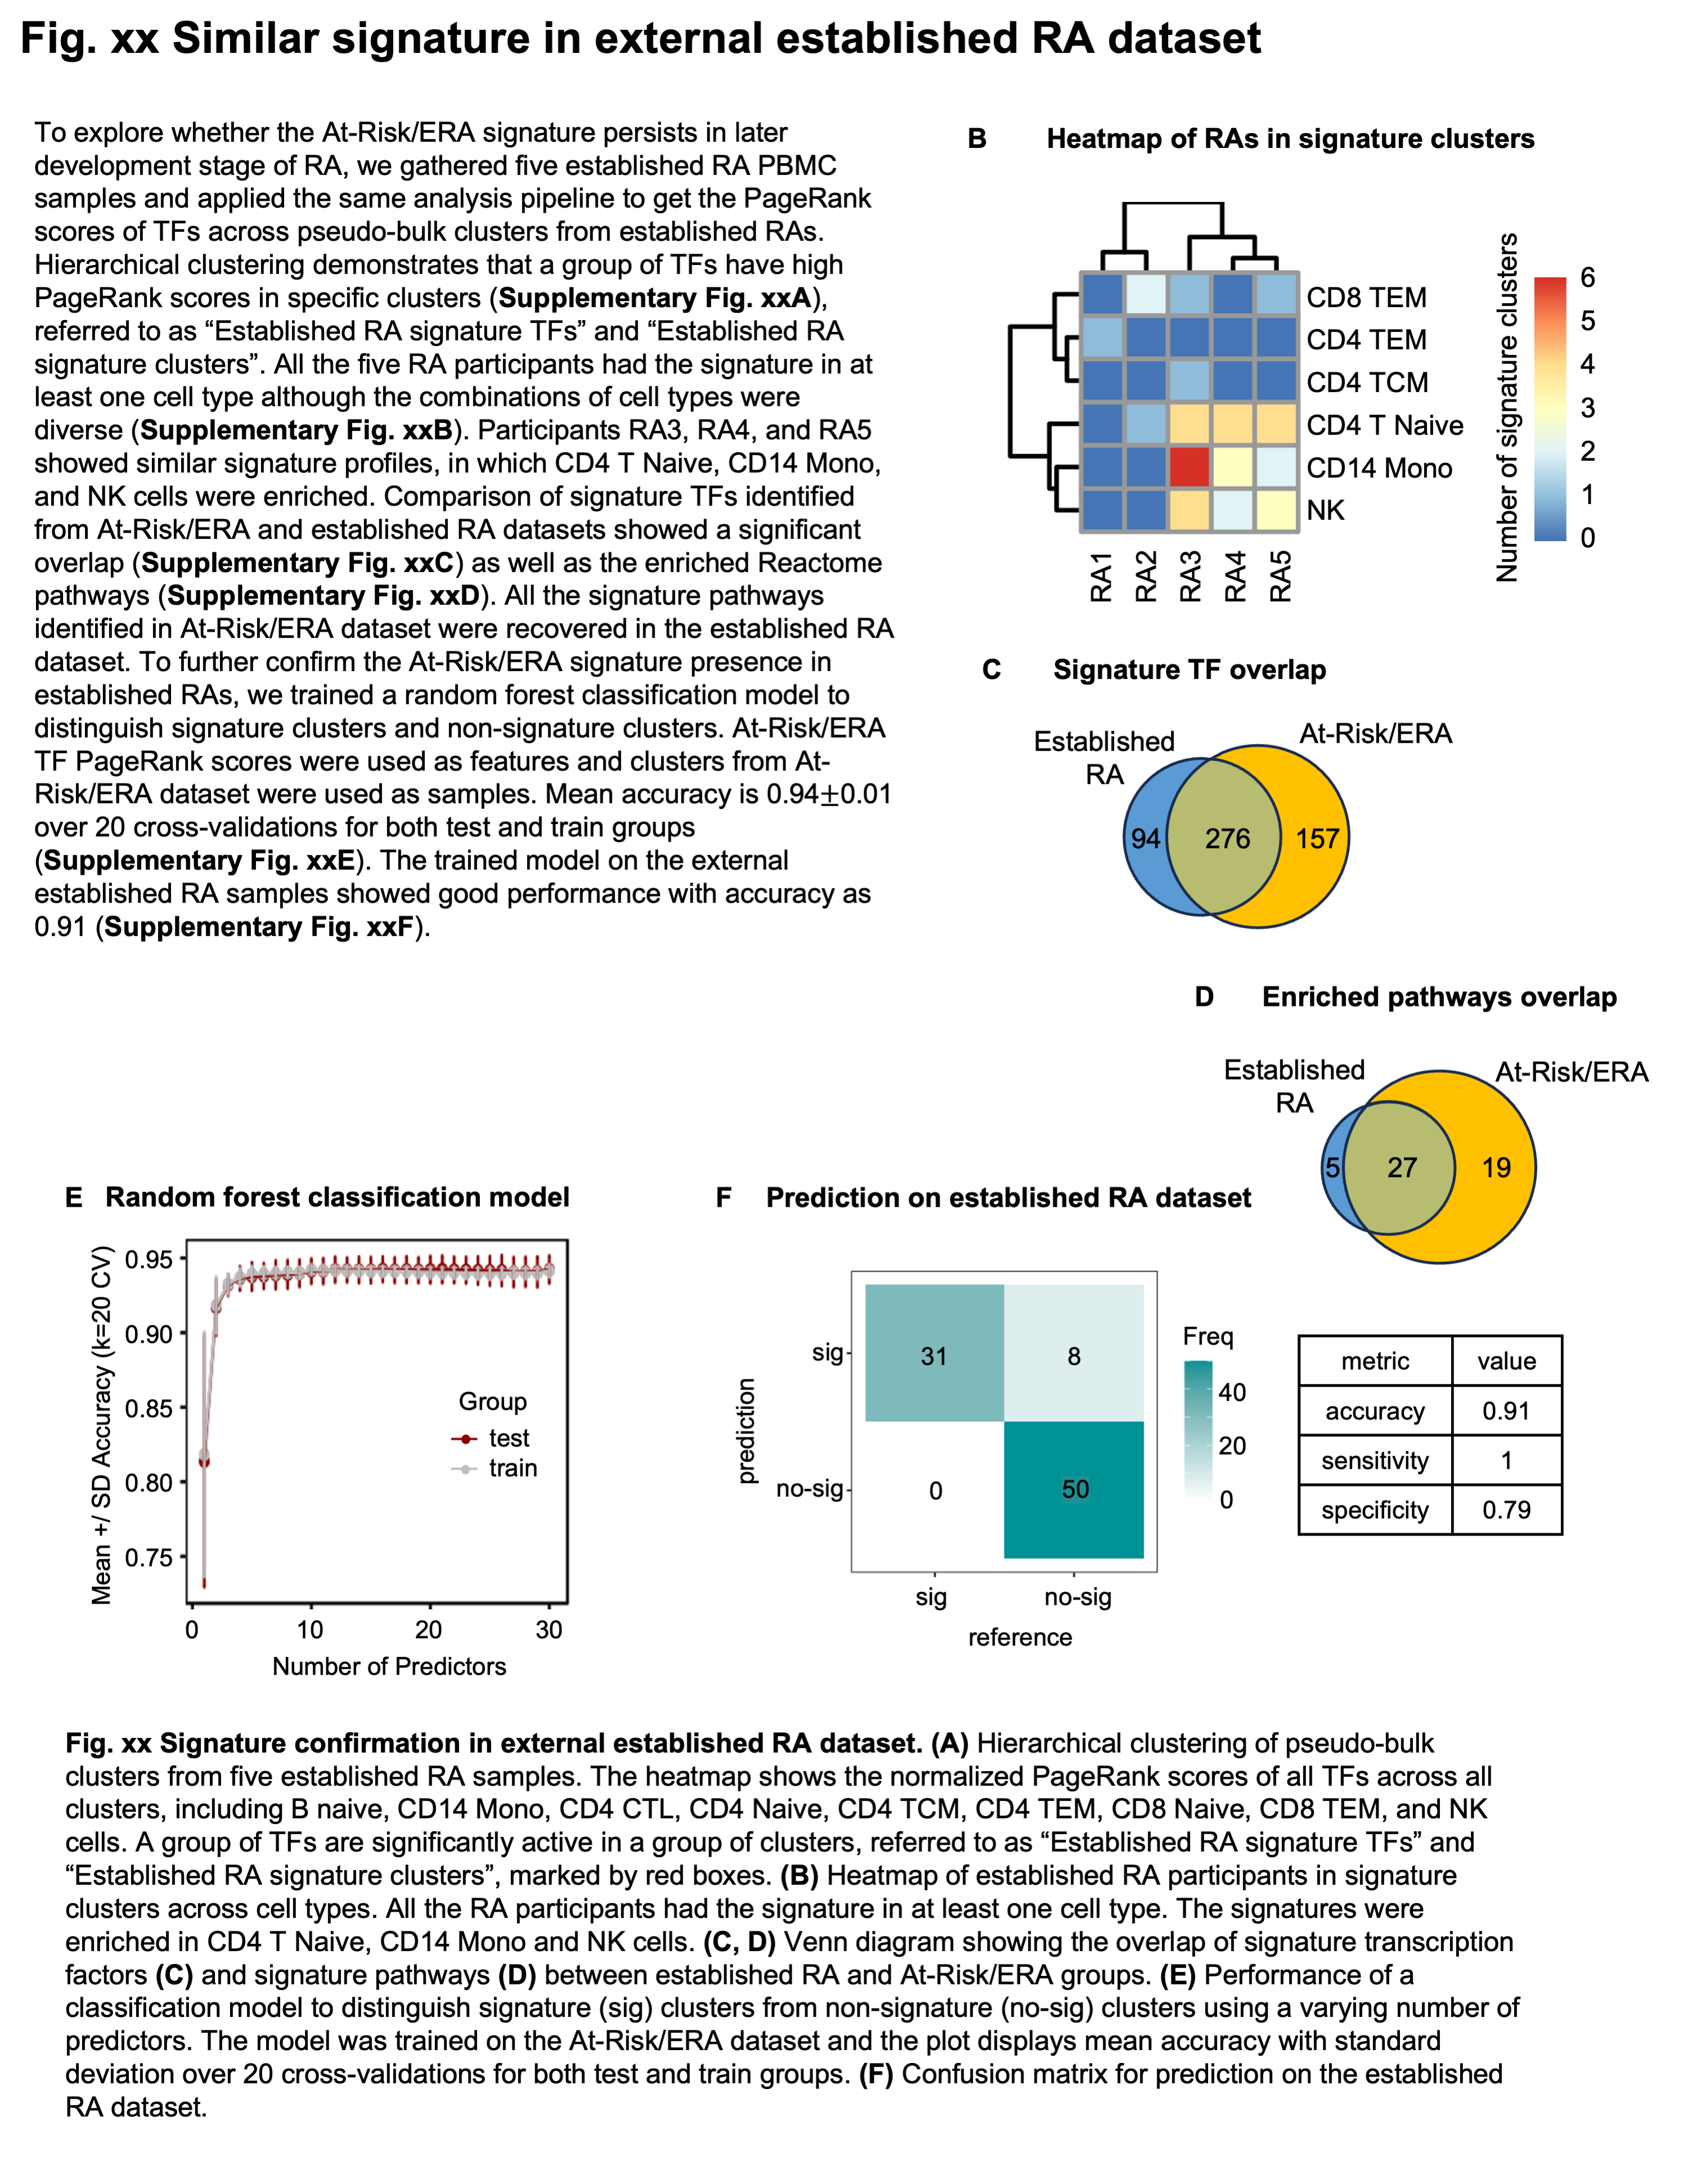 Fig. xx Similar signature in external established RA dataset
To explore whether the At-Risk/ERA signature persists in later
development stage of RA, we gathered five established RA PBMC
samples and applied the same analysis pipeline to get the PageRank
scores of TFs across pseudo-bulk clusters from established RAs.
Hierarchical clustering demonstrates that a group of TFs have high
PageRank scores in specific clusters (Supplementary Fig. xxA),
referred to as “Established RA signature TFs” and “Established RA
signature clusters”. All the five RA participants had the signature in at
least one cell type although the combinations of cell types were
diverse (Supplementary Fig. xxB). Participants RA3, RA4, and RA5
showed similar signature profiles, in which CD4 T Naive, CD14 Mono,
and NK cells were enriched. Comparison of signature TFs identified
from At-Risk/ERA and established RA datasets showed a significant
overlap (Supplementary Fig. xxC) as well as the enriched Reactome
pathways (Supplementary Fig. xxD). All the signature pathways
identified in At-Risk/ERA dataset were recovered in the established RA
dataset. To further confirm the At-Risk/ERA signature presence in
established RAs, we trained a random forest classification model to
distinguish signature clusters and non-signature clusters. At-Risk/ERA
TF PageRank scores were used as features and clusters from At-
Risk/ERA dataset were used as samples. Mean accuracy is 0.94±0.01
over 20 cross-validations for both test and train groups
(Supplementary Fig. xxE). The trained model on the external
established RA samples showed good performance with accuracy as
0.91 (Supplementary Fig. xxF).
B Heatmap of RAs in signature clusters
CD8 TEM
CD4 TEM
CD4 TCM
CD4 T Naive
CD14 Mono
NK
RA1
RA2
RA3
RA4
RA5
Number of signature clusters
6
5
4
3
2
1
0
C Signature TF overlap
Established
RA
At-Risk/ERA
94
276
157
D Enriched pathways overlap
Established
RA
At-Risk/ERA
5
27
19
E Random forest classification model
Mean +/ SD Accuracy (k=20 CV)
0.95
0.90
0.85
0.80
0.75
Group
test
train
0
10
20
30
Number of Predictors
F Prediction on established RA dataset
prediction
sig
no-sig
31
8
0
50
sig
no-sig
reference
Freq
40
20
0
metric value
accuracy 0.91
sensitivity 1
specificity 0.79
Fig. xx Signature confirmation in external established RA dataset. (A) Hierarchical clustering of pseudo-bulk
clusters from five established RA samples. The heatmap shows the normalized PageRank scores of all TFs across all
clusters, including B naive, CD14 Mono, CD4 CTL, CD4 Naive, CD4 TCM, CD4 TEM, CD8 Naive, CD8 TEM, and NK
cells. A group of TFs are significantly active in a group of clusters, referred to as “Established RA signature TFs” and
“Established RA signature clusters”, marked by red boxes. (B) Heatmap of established RA participants in signature
clusters across cell types. All the RA participants had the signature in at least one cell type. The signatures were
enriched in CD4 T Naive, CD14 Mono and NK cells. (C, D) Venn diagram showing the overlap of signature transcription
factors (C) and signature pathways (D) between established RA and At-Risk/ERA groups. (E) Performance of a
classification model to distinguish signature (sig) clusters from non-signature (no-sig) clusters using a varying number of
predictors. The model was trained on the At-Risk/ERA dataset and the plot displays mean accuracy with standard
deviation over 20 cross-validations for both test and train groups. (F) Confusion matrix for prediction on the established
RA dataset.